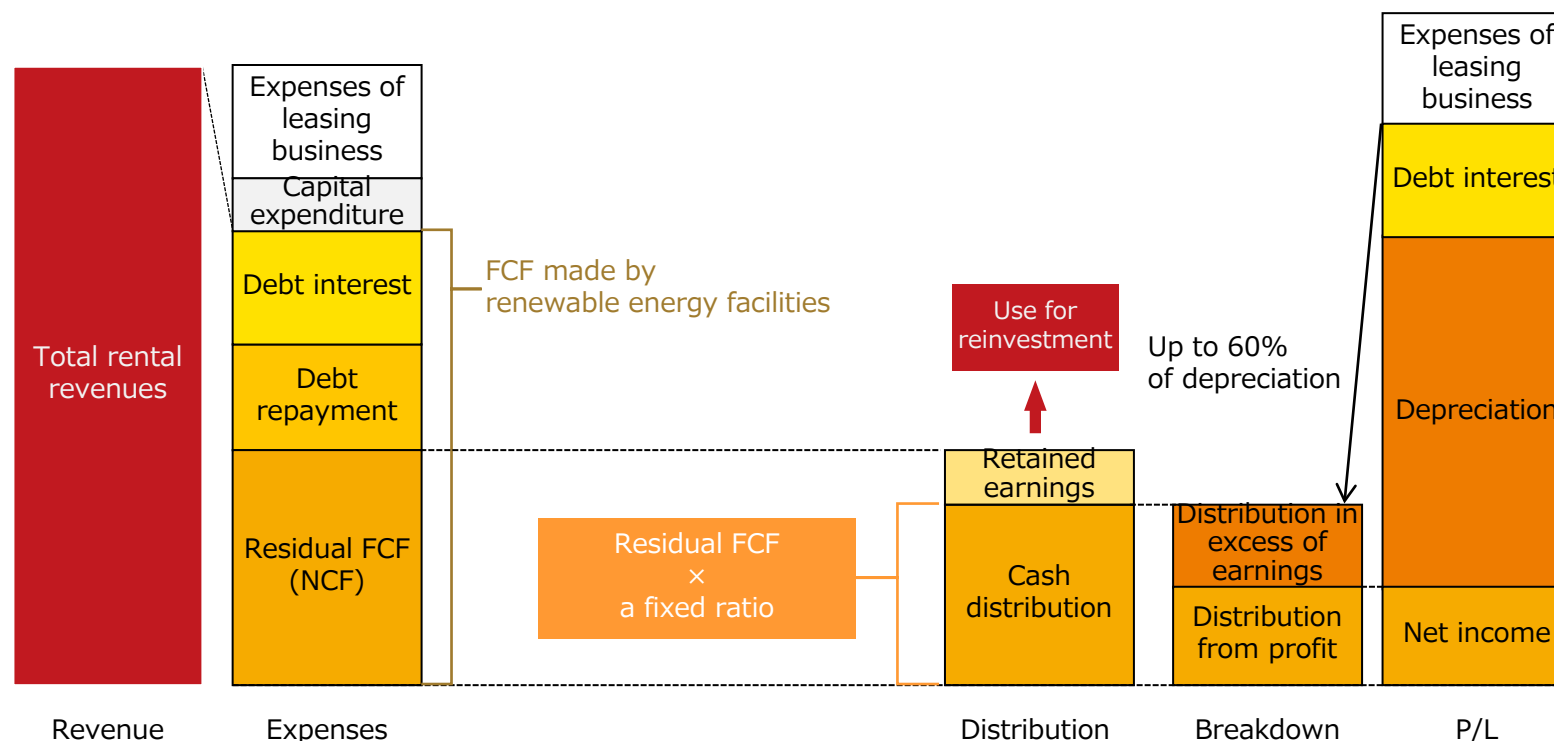 Total rental
revenues
Expenses of
leasing
business
Capital
expenditure
Debt interest
Debt
repayment
Residual FCF
(NCF)
FCF made by
renewable energy facilities
Residual FCF
×
a fixed ratio
Use for
reinvestment
Retained
earnings
Cash
distribution
Up to 60%
of depreciation
Distribution in
excess of
earnings
Distribution
from profit
Expenses of
leasing
business
Debt interest
Depreciation
Net income
Revenue
Expenses
Distribution
Breakdown
P/L